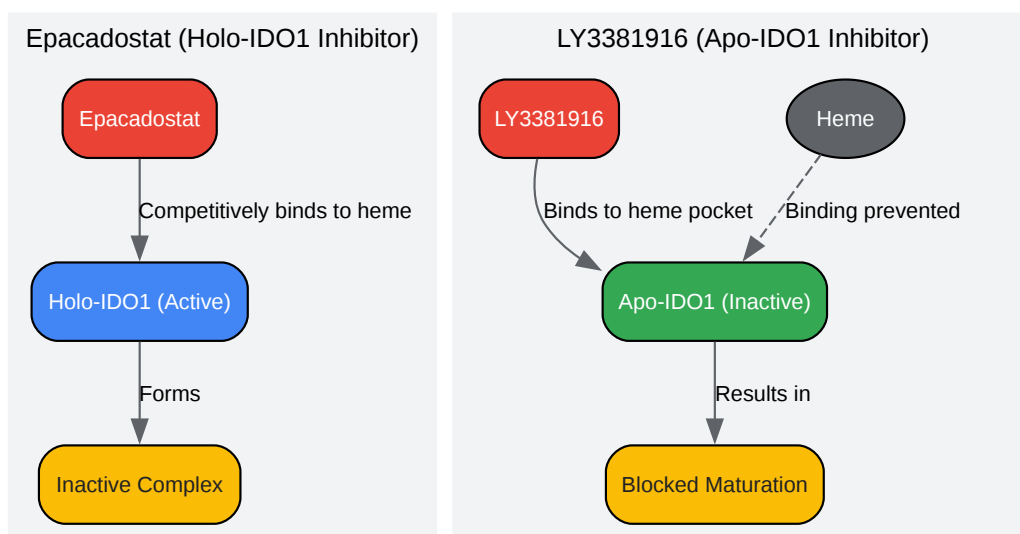 Epacadostat (Holo-IDO1 Inhibitor)
Epacadostat
Competitively binds to heme
Holo-IDO1 (Active)
Forms
Inactive Complex
LY3381916 (Apo-IDO1 Inhibitor)
LY3381916
Heme
Binds to heme pocket
Binding prevented
Apo-IDO1 (Inactive)
Results in
Blocked Maturation